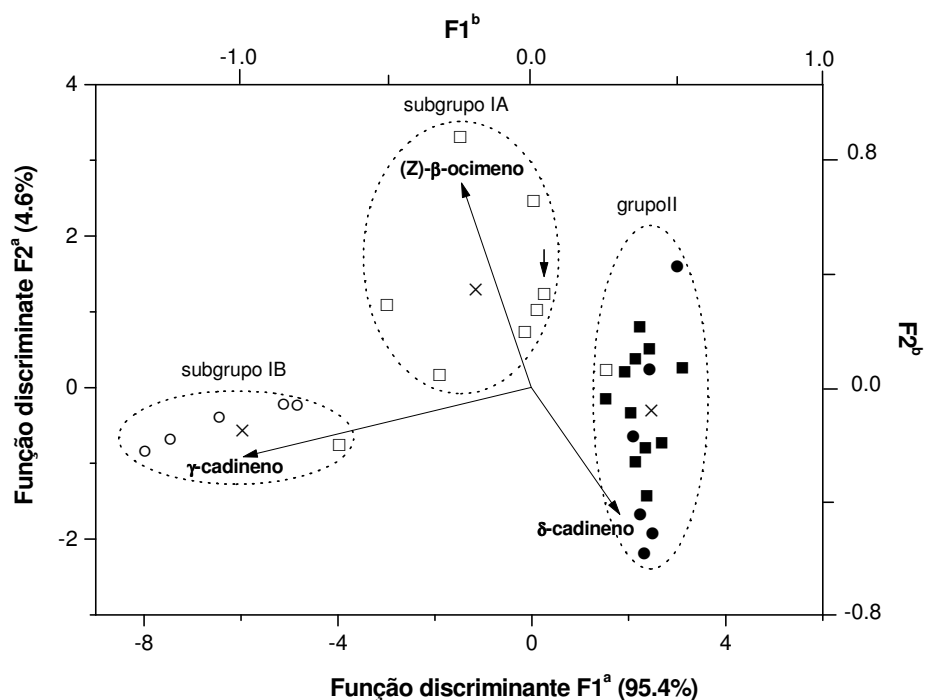 F1b
-1.0 0.0 1.0
4
subgrupo IA
(Z)-β-ocimeno
0.8
grupoII
2
Função discriminate F2a (4.6%)
F2b
subgrupo IB
0
0.0
γ-cadineno
δ-cadineno
-2
-0.8
-8 -4 0 4
Função discriminante F1a (95.4%)